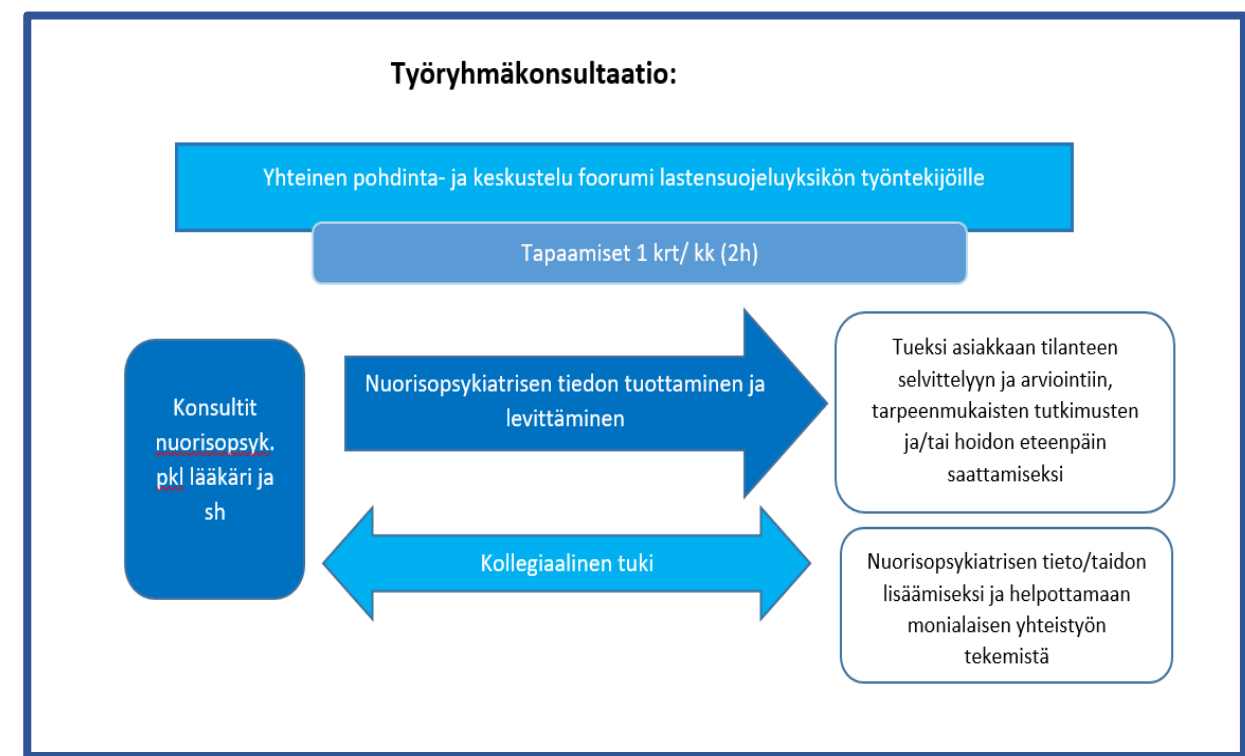 Työryhmäkonsultaatio:
Yhteinen pohdinta- ja keskustelu foorumi lastensuojeluyksikön työntekijöille
Tapaamiset 1 krt/ kk (2h)
Konsultit
nuorisopsyk.
pkl lääkäri ja
sh
Nuorisopsykiatrisen tiedon tuottaminen ja
levittäminen
Tueksi asiakkaan tilanteen
selvittelyyn ja arviointiin,
tarpeenmukaisten tutkimusten
ja/tai hoidon eteenpäin
saattamiseksi
Kollegiaalinen tuki
Nuorisopsykiatrisen tieto/taidon
lisäämiseksi ja helpottamaan
monialaisen yhteistyön
tekemistä